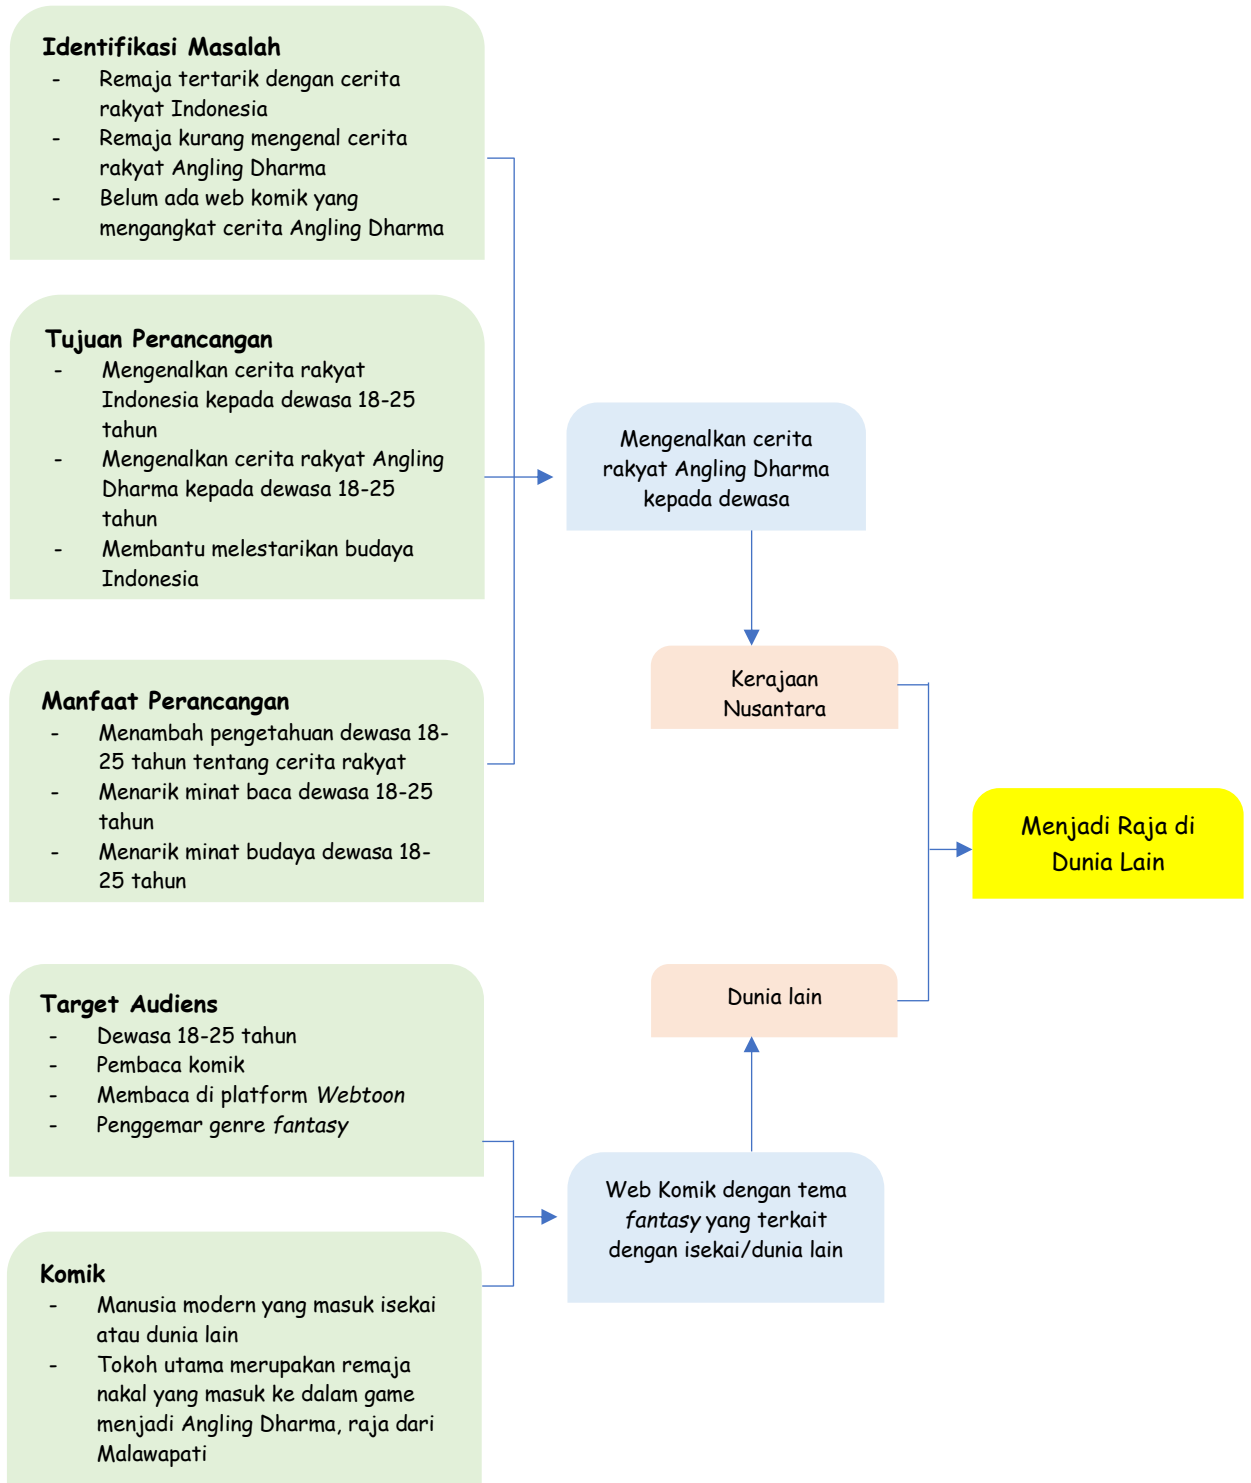 Identifikasi Masalah
- Remaja tertarik dengan cerita
rakyat Indonesia
- Remaja kurang mengenal cerita
rakyat Angling Dharma
- Belum ada web komik yang
mengangkat cerita Angling Dharma
Tujuan Perancangan
- Mengenalkan cerita rakyat
Indonesia kepada dewasa 18-25
tahun
- Mengenalkan cerita rakyat Angling
Dharma kepada dewasa 18-25
tahun
- Membantu melestarikan budaya
Indonesia
Manfaat Perancangan
- Menambah pengetahuan dewasa 18-
25 tahun tentang cerita rakyat
- Menarik minat baca dewasa 18-25
tahun
- Menarik minat budaya dewasa 18-
25 tahun
Target Audiens
- Dewasa 18-25 tahun
- Pembaca komik
- Membaca di platform Webtoon
- Penggemar genre fantasy
Komik
- Manusia modern yang masuk isekai
atau dunia lain
- Tokoh utama merupakan remaja
nakal yang masuk ke dalam game
menjadi Angling Dharma, raja dari
Malawapati
Mengenalkan cerita
rakyat Angling Dharma
kepada dewasa
Kerajaan
Nusantara
Dunia lain
Web Komik dengan tema
fantasy yang terkait
dengan isekai/dunia lain
Menjadi Raja di
Dunia Lain